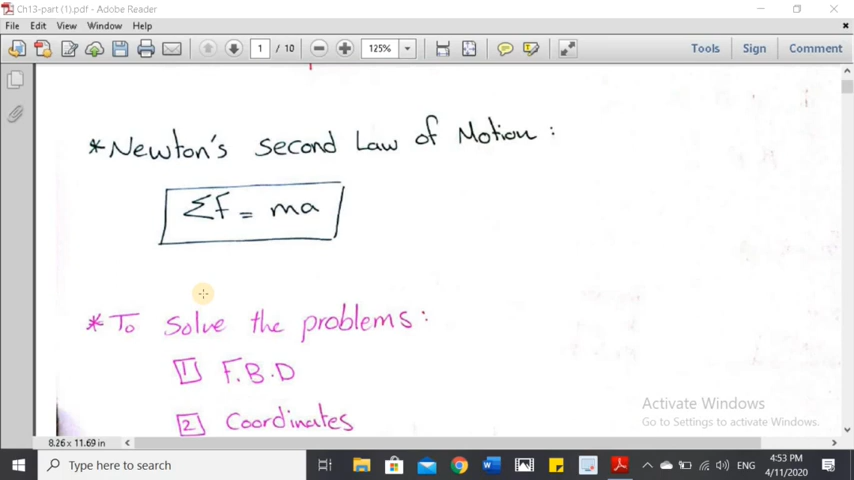 Ch13-part (1).pdf - Adobe Reader
File Edit View Window Help
1 / 10 125% Tools Sign Comment
*Newton's second Law of Motion :
ΣF = ma
*To solve the problems :
1 F.B.D
2 Coordinates
Activate Windows
Go to Settings to activate Windows.
8.26 x 11.69 in
Type here to search
ENG
4:53 PM
4/11/2020